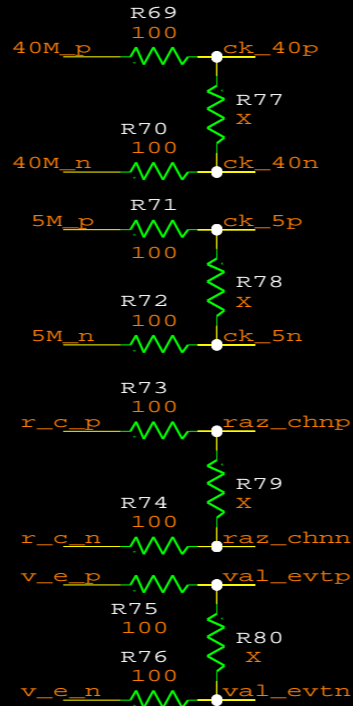 R69
40M_p 100 ck_40p
R77
X
R70
40M_n 100 ck_40n
R71
5M_p ck_5p
100
R78
X
R72
100
5M_n ck_5n
R73
100
r_c_p raz_chnp
R79
X
R74
100
r_c_n raz_chnn
v_e_p val_evtp
R75
100
R80
X
R76
100
v_e_n val_evtn